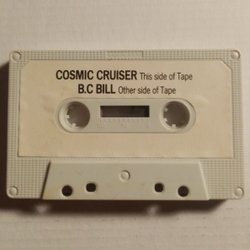 COSMIC CRUISER This side of Tape
B.C BILL Other side of Tape